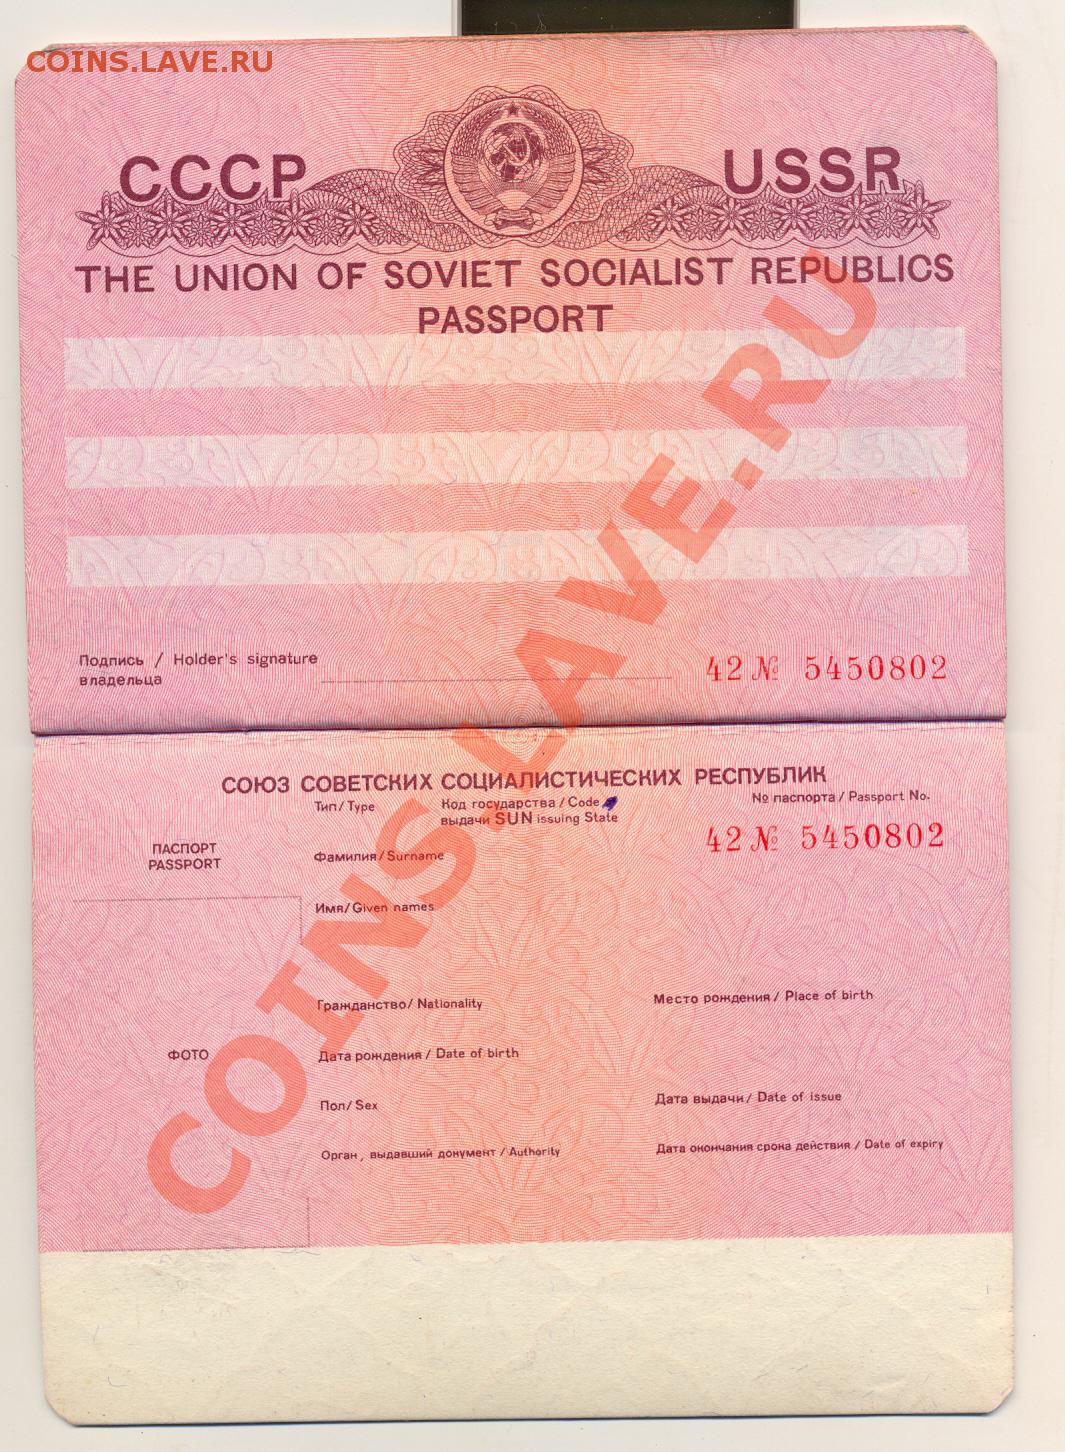 COINS.LAVE.RU
СССР USSR
THE UNION OF SOVIET SOCIALIST REPUBLICS
PASSPORT
Подпись / Holder's signature
владельца
42 № 5450802
СОЮЗ СОВЕТСКИХ СОЦИАЛИСТИЧЕСКИХ РЕСПУБЛИК
Тип / Type
Код государства / Code
выдачи SUN issuing State
№ паспорта / Passport No.
42 № 5450802
ПАСПОРТ
PASSPORT
Фамилия / Surname
Имя / Given names
Гражданство / Nationality
Место рождения / Place of birth
ФОТО
Дата рождения / Date of birth
Пол / Sex
Дата выдачи / Date of issue
Орган, выдавший документ / Authority
Дата окончания срока действия / Date of expiry
COINS.LAVE.RU